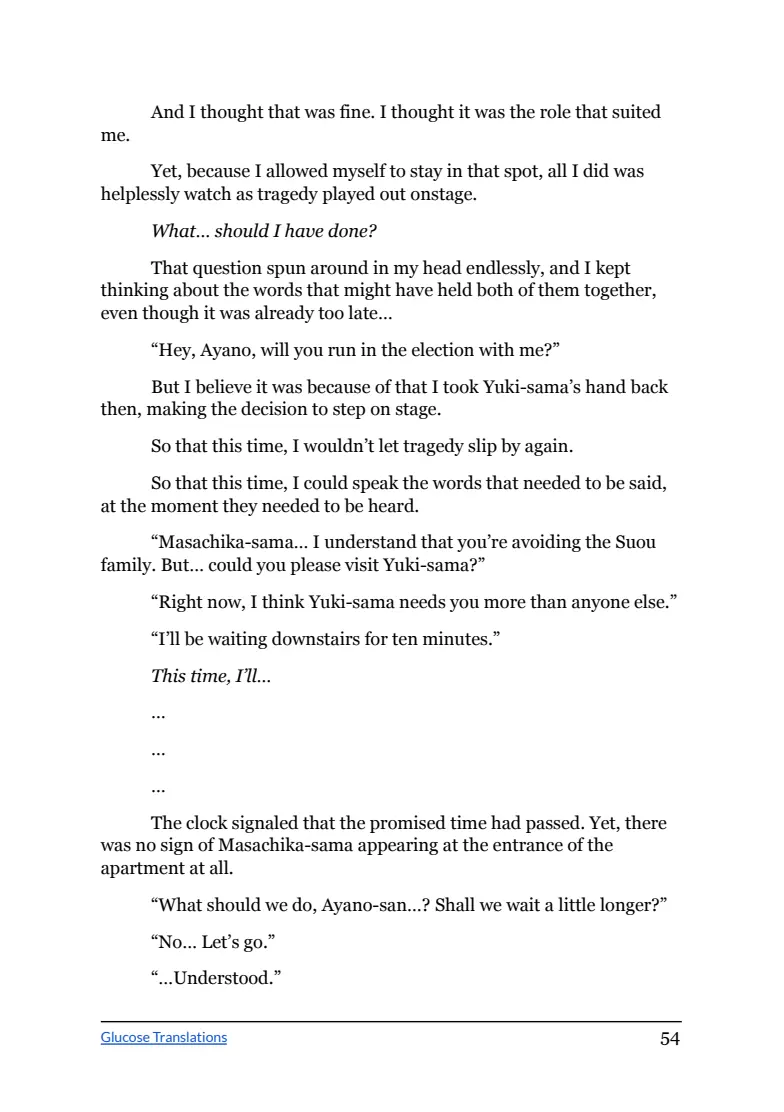 And I thought that was fine. I thought it was the role that suited
me.
Yet, because I allowed myself to stay in that spot, all I did was
helplessly watch as tragedy played out onstage.
What… should I have done?
That question spun around in my head endlessly, and I kept
thinking about the words that might have held both of them together,
even though it was already too late…
“Hey, Ayano, will you run in the election with me?”
But I believe it was because of that I took Yuki-sama’s hand back
then, making the decision to step on stage.
So that this time, I wouldn’t let tragedy slip by again.
So that this time, I could speak the words that needed to be said,
at the moment they needed to be heard.
“Masachika-sama… I understand that you’re avoiding the Suou
family. But… could you please visit Yuki-sama?”
“Right now, I think Yuki-sama needs you more than anyone else.”
“I’ll be waiting downstairs for ten minutes.”
This time, I’ll…
…
…
…
The clock signaled that the promised time had passed. Yet, there
was no sign of Masachika-sama appearing at the entrance of the
apartment at all.
“What should we do, Ayano-san…? Shall we wait a little longer?”
“No… Let’s go.”
“…Understood.”
Glucose Translations
54